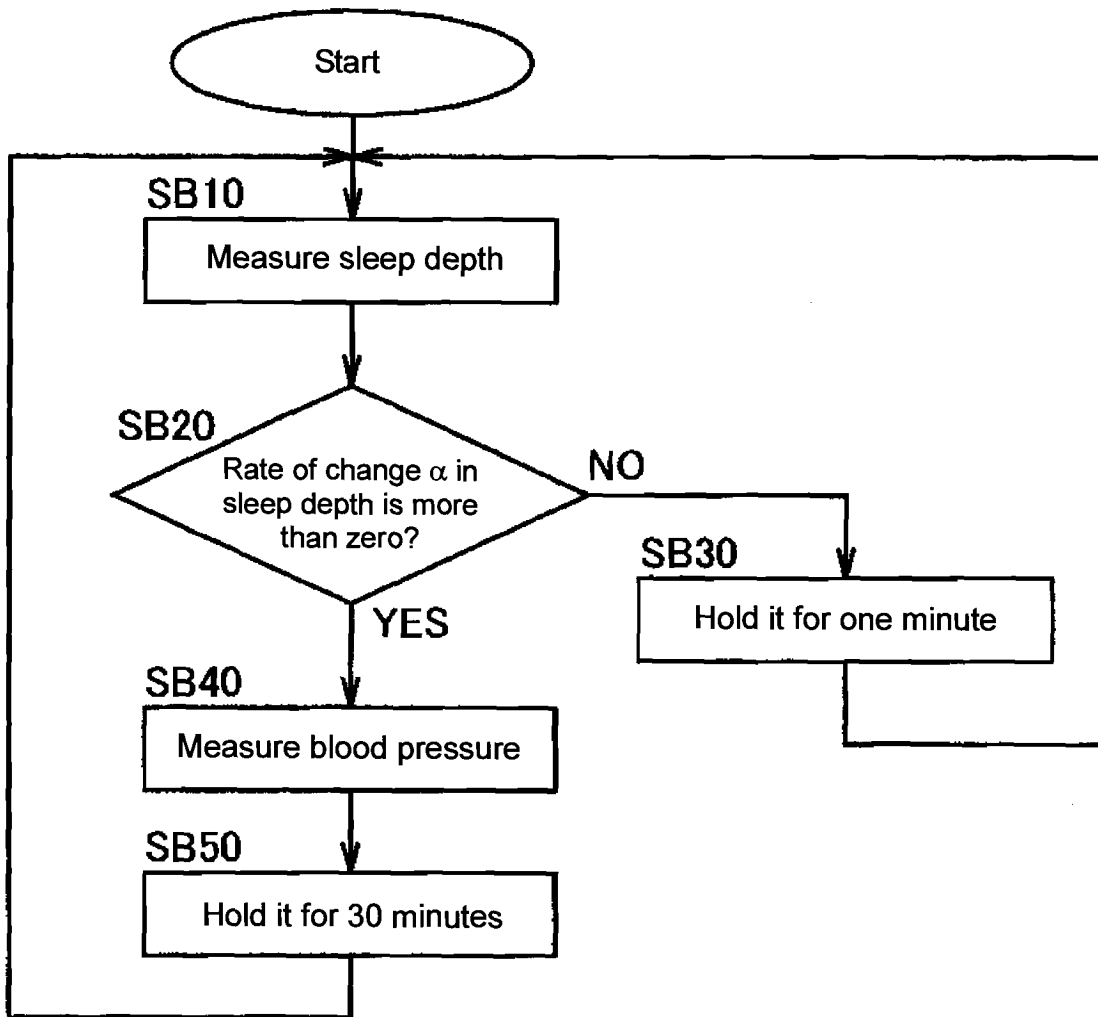 Start
SB10
Measure sleep depth
SB20
Rate of change α in
sleep depth is more
than zero?
NO
SB30
Hold it for one minute
YES
SB40
Measure blood pressure
SB50
Hold it for 30 minutes